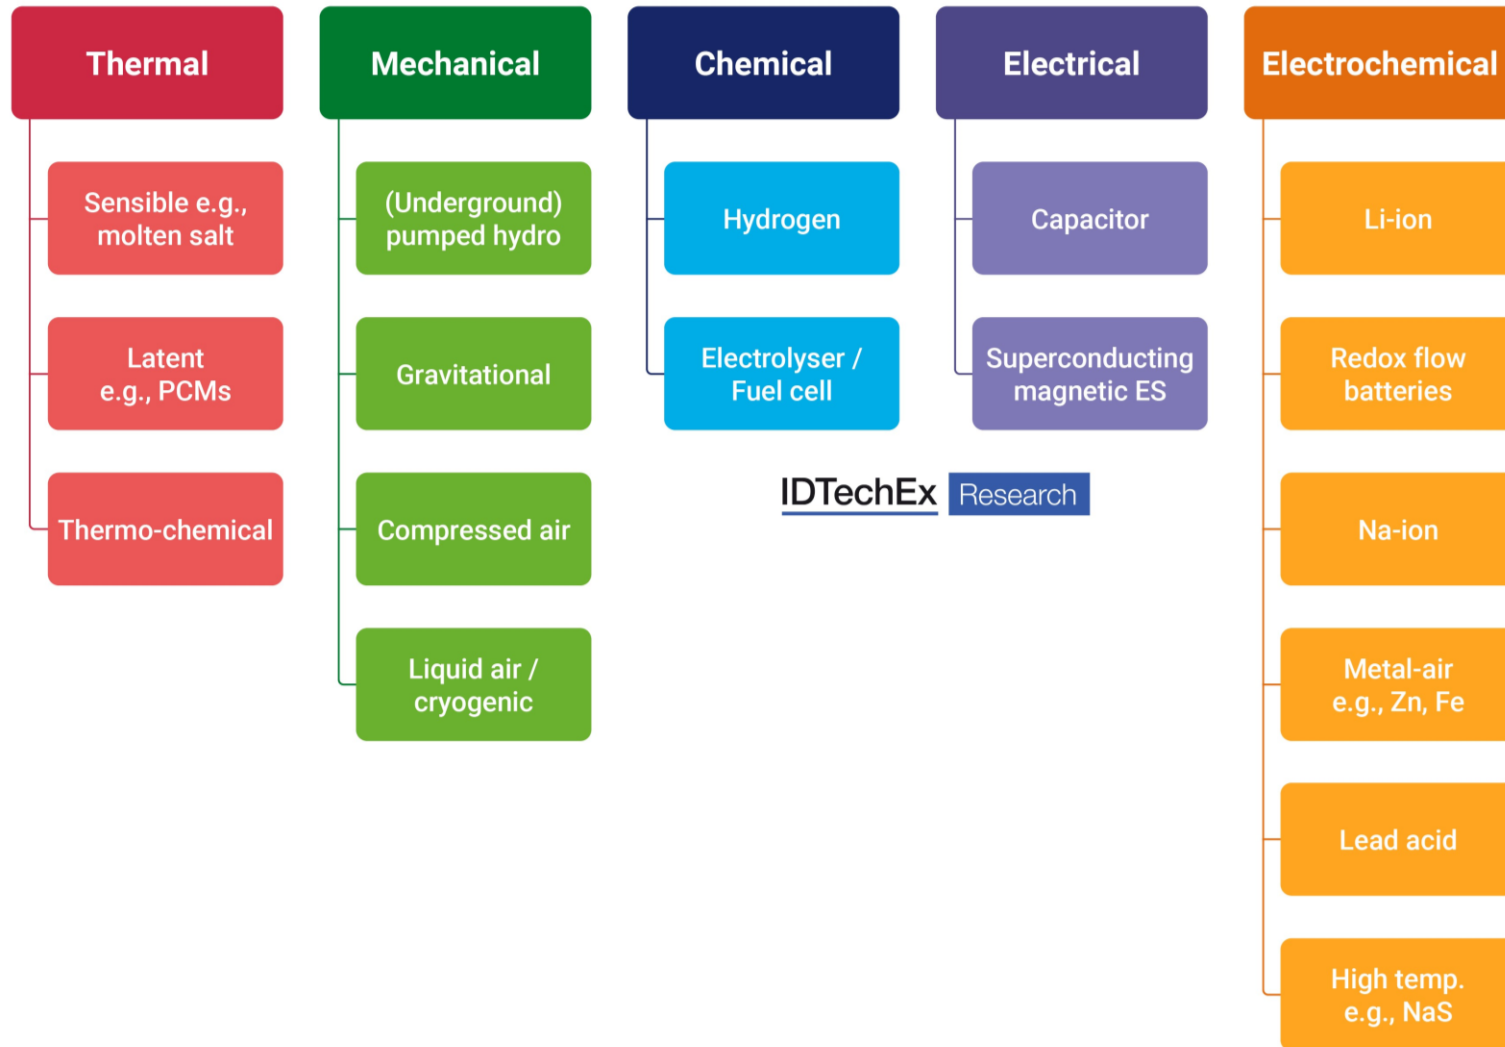 Thermal
Sensible e.g.,
molten salt
Latent
e.g., PCMs
Thermo-chemical
Mechanical
(Underground)
pumped hydro
Gravitational
Compressed air
Liquid air /
cryogenic
Chemical
Hydrogen
Electrolyser /
Fuel cell
Electrical
Capacitor
Superconducting
magnetic ES
IDTechEx Research
Electrochemical
Li-ion
Redox flow
batteries
Na-ion
Metal-air
e.g., Zn, Fe
Lead acid
High temp.
e.g., NaS